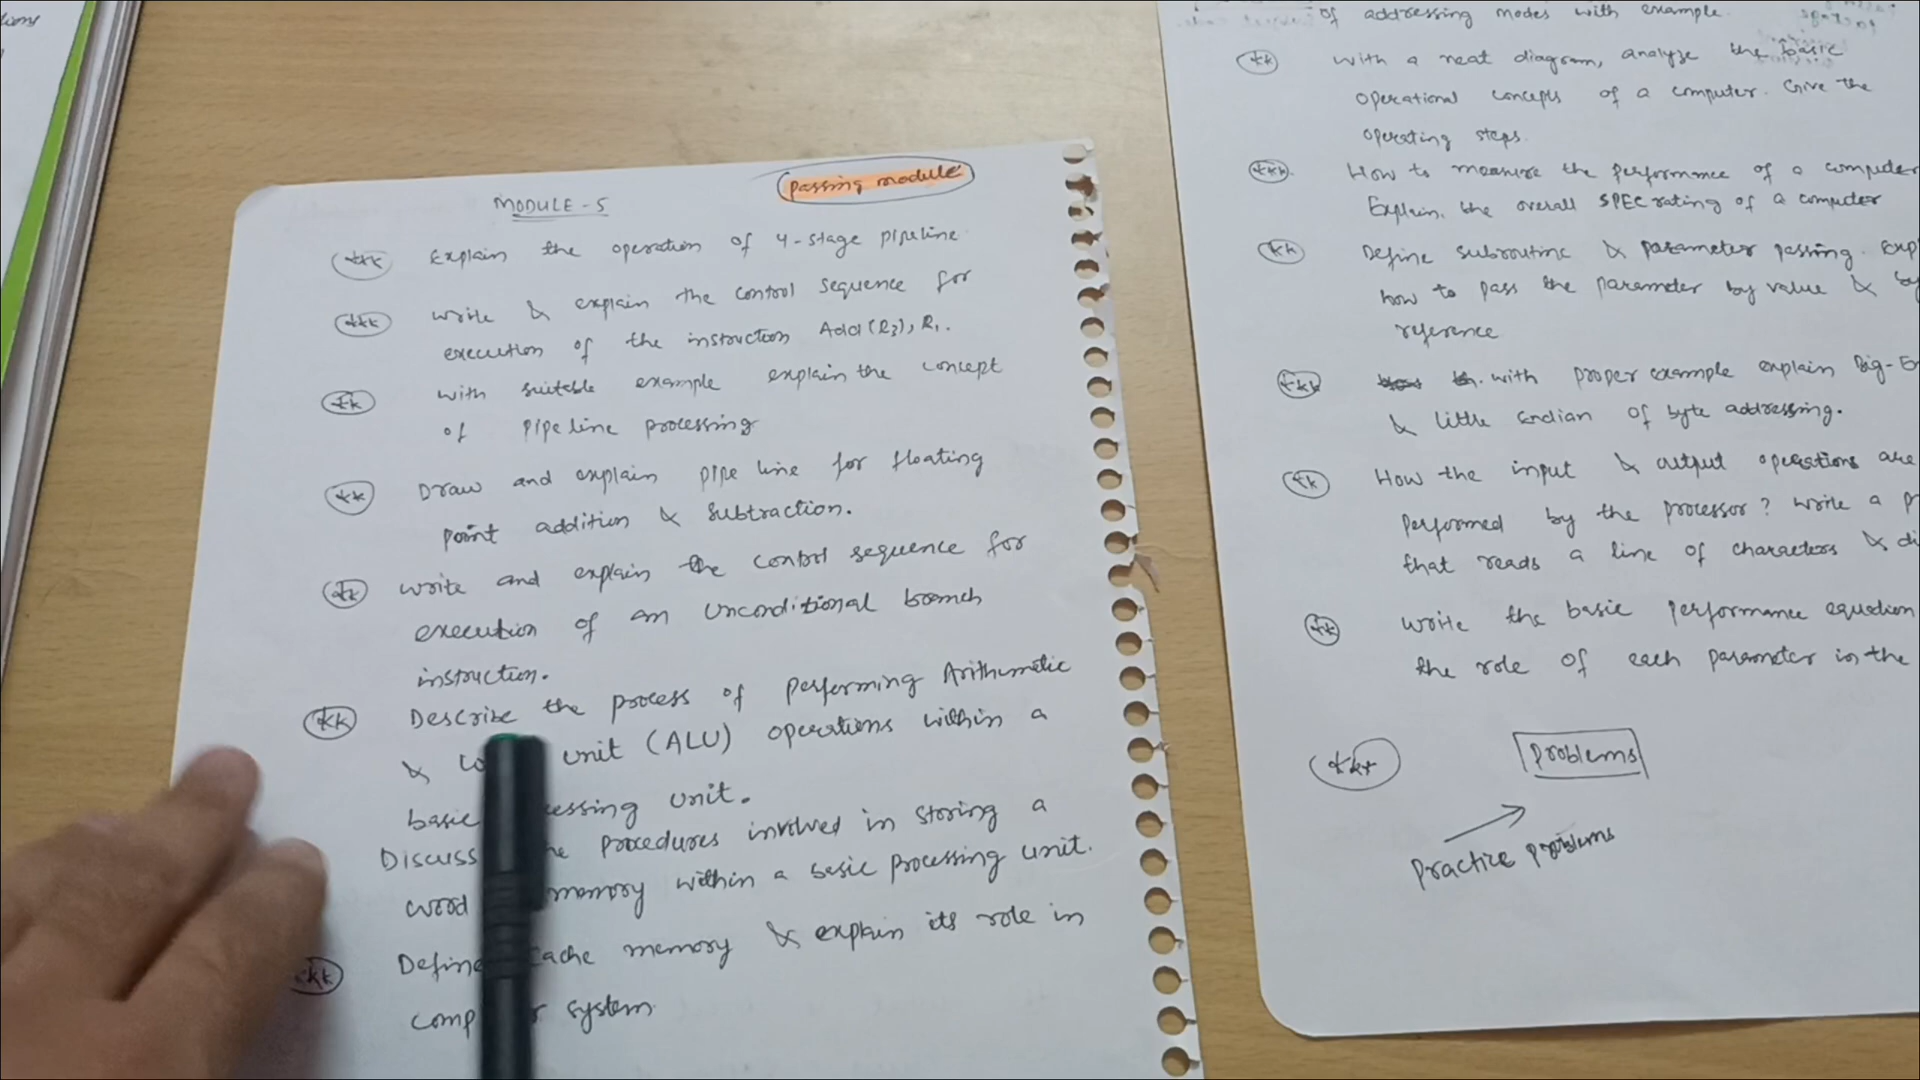 MODULE-5
passing module
Explain the operation of 4-stage pipeline
write & explain the control sequence for
execution of the instruction Add (R3), R1.
with suitable example explain the concept
of pipe line processing
Draw and explain pipe line for floating
point addition & subtraction.
write and explain the control sequence for
execution of an unconditional branch
instruction.
Describe the process of performing Arithmetic
& unit (ALU) operations within a
basic unit.
Discuss procedures involved in storing a
word memory within a basic processing unit.
Define cache memory & explain its role in
system
of addressing modes with example
with a neat diagram, analyze the basic
operational concepts of a computer. Give the
operating steps.
How to measure the performance of a computer
Explain the overall SPEC rating of a computer
Define subroutine & parameter passing.
how to pass the parameter by value & by
reference
with proper example explain Big-
& little Endian of byte addressing.
How the input & output operations are
performed by the processor? write a
that reads a line of characters &
write the basic performance equation
the role of each parameter in the
Problems
Practice problems